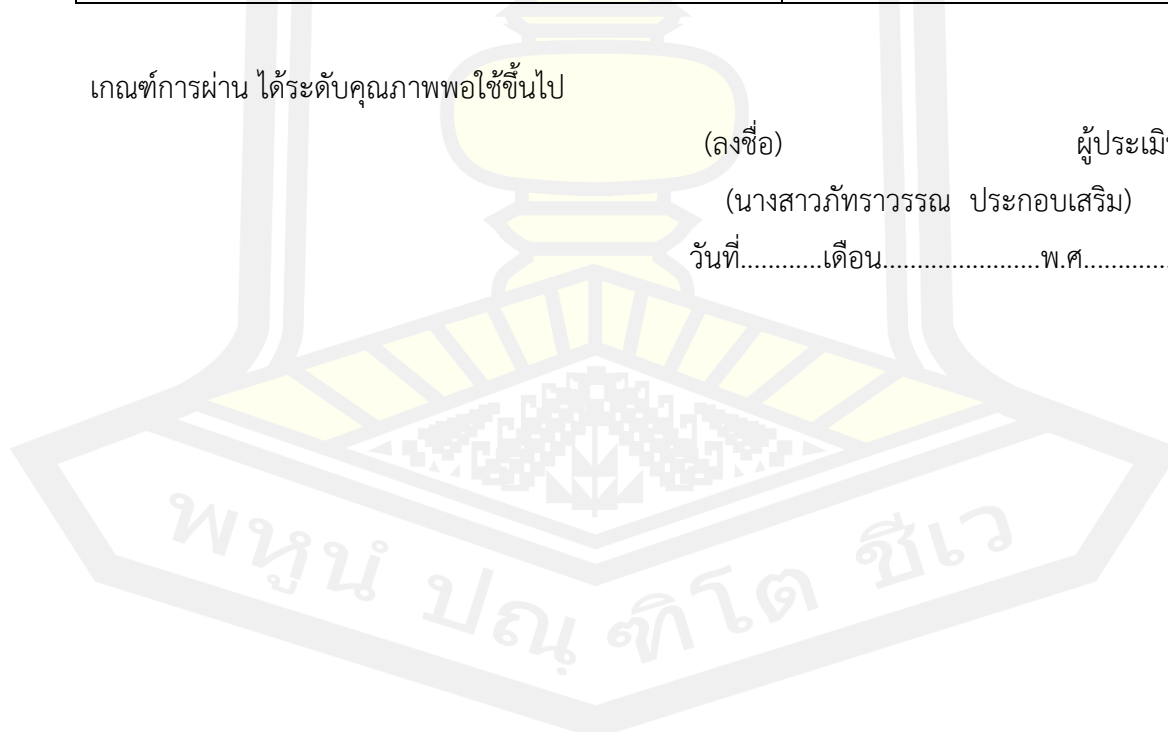 เกณฑ์การผ่าน ได้ระดับคุณภาพพอใช้ขึ้นไป
(ลงชื่อ) ผู้ประเมิ
(นางสาวภัทราวรรณ ประกอบเสริม)
วันที่............เดือน.......................พ.ศ.............
พหูนํ ปณฺฑิโต ชีเว